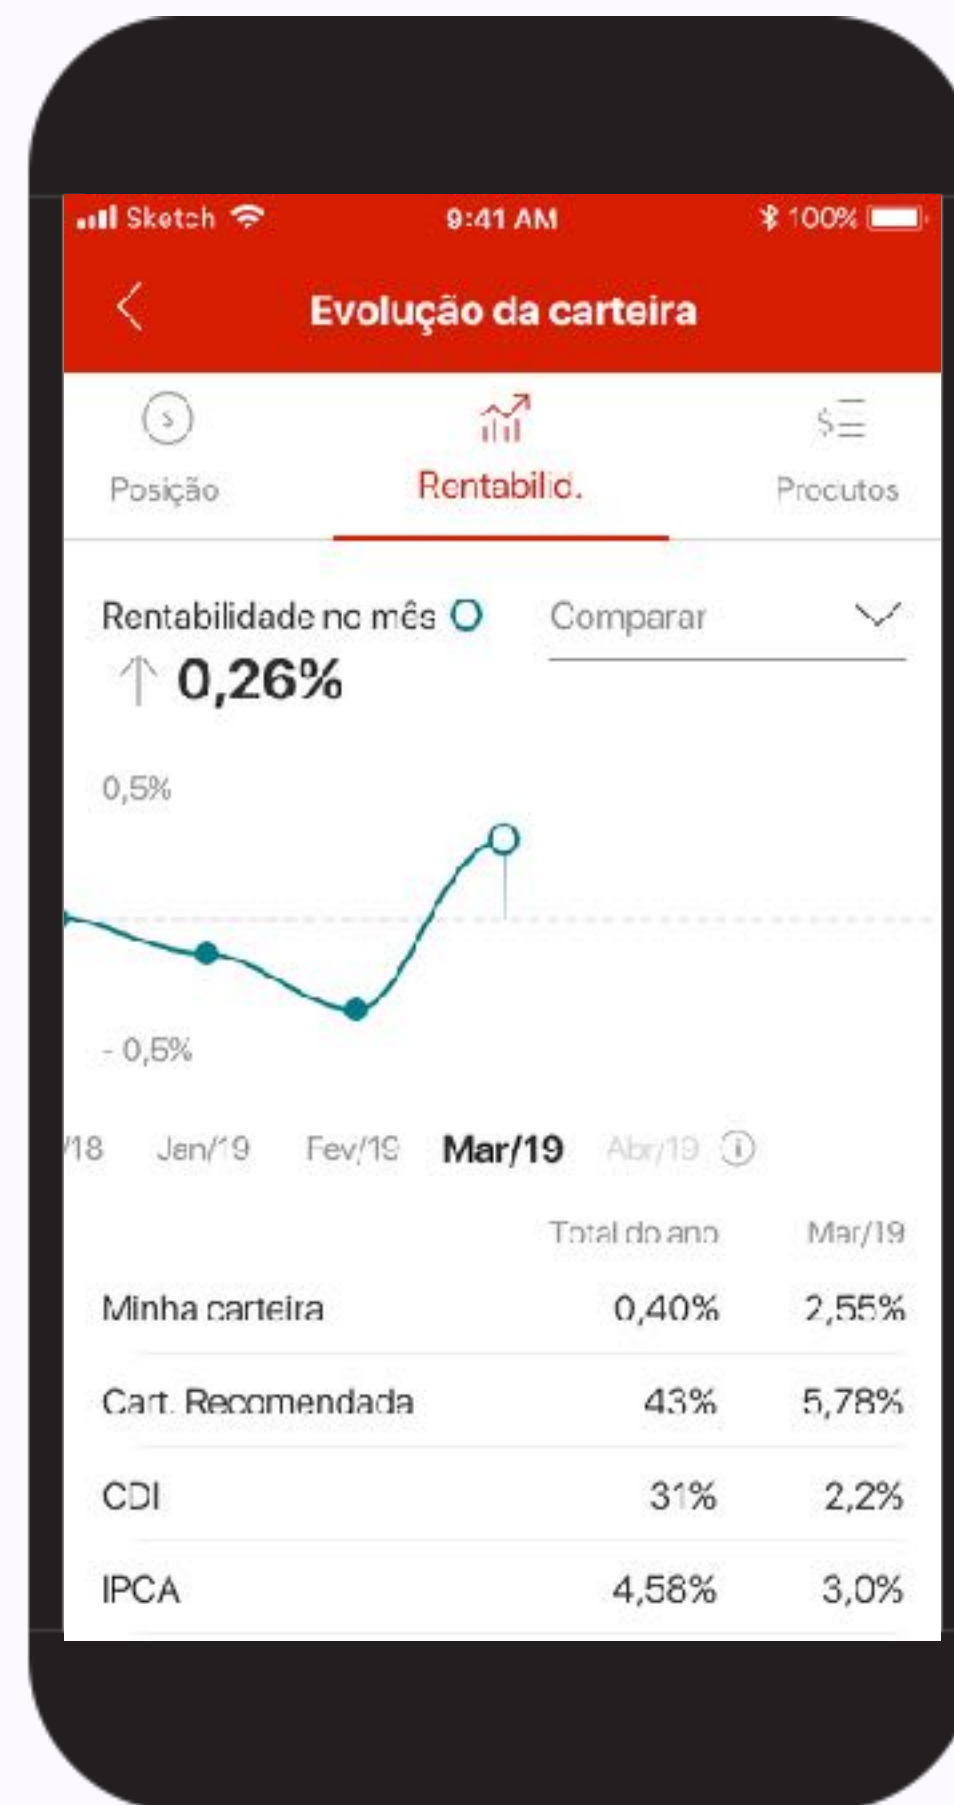 Sketch 9:41 AM 100%
Evolução da carteira
$ $
Posição Rentabilid. Produtos
Rentabilidade no mês Comparar
↑ 0,26%
0,5%
- 0,5%
/18 Jan/19 Fev/19 Mar/19 Abr/19 i
Total do ano Mar/19
Minha carteira 0,40% 2,55%
Cart. Recomendada 43% 5,78%
CDI 31% 2,2%
IPCA 4,58% 3,0%